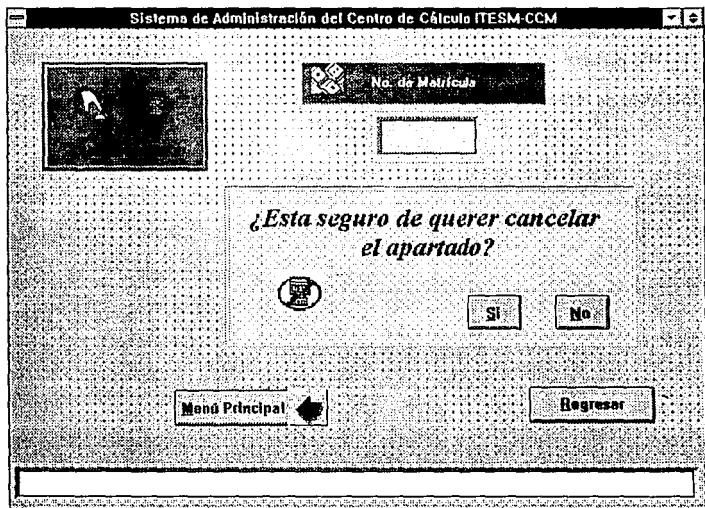 Sistema de Administración del Centro de Cálculo ITESM-CCM
No. de Matrícula
¿Esta seguro de querer cancelar
el apartado?
Si
No
Menú Principal
Regresar